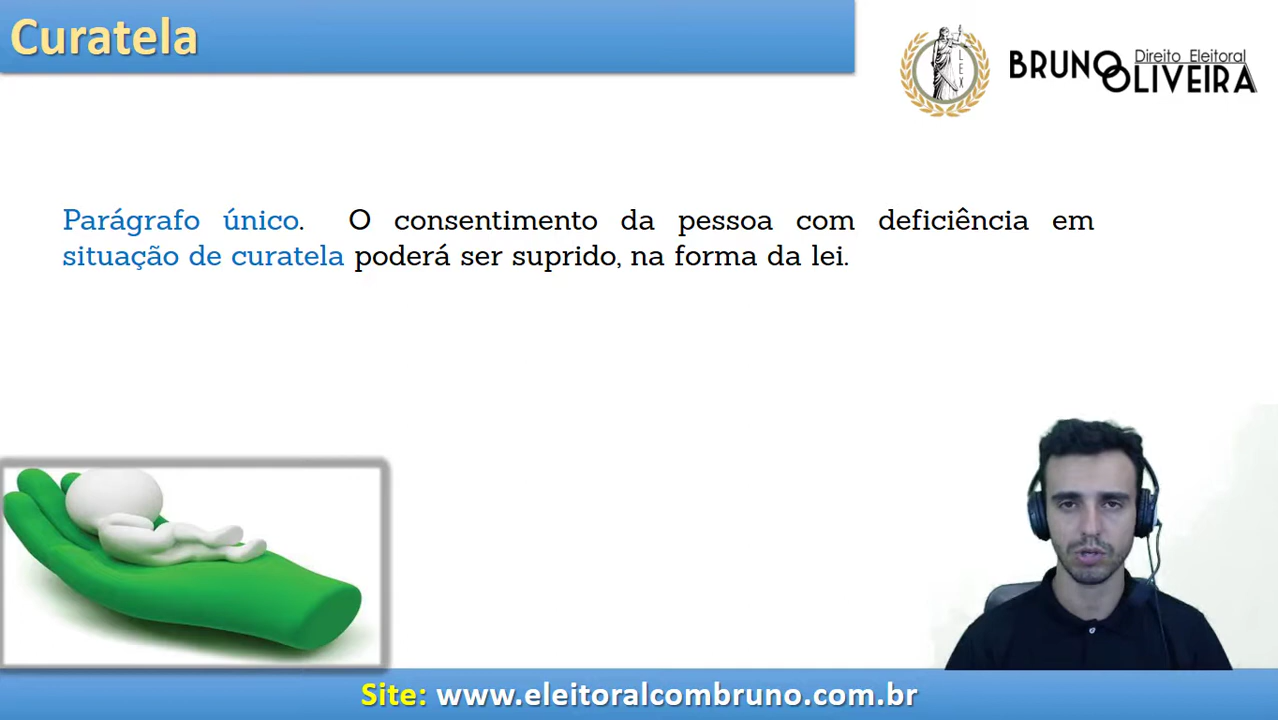 Curatela
LEX
Direito Eleitoral
BRUNO
OLIVEIRA
Parágrafo único. O consentimento da pessoa com deficiência em
situação de curatela poderá ser suprido, na forma da lei.
Site: www.eleitoralcombruno.com.br